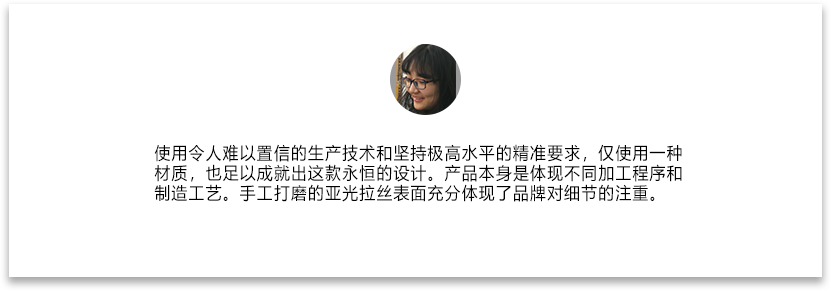 使用令人难以置信的生产技术和坚持极高水平的精准要求，仅使用一种
材质，也足以成就出这款永恒的设计。产品本身是体现不同加工程序和
制造工艺。手工打磨的亚光拉丝表面充分体现了品牌对细节的注重。